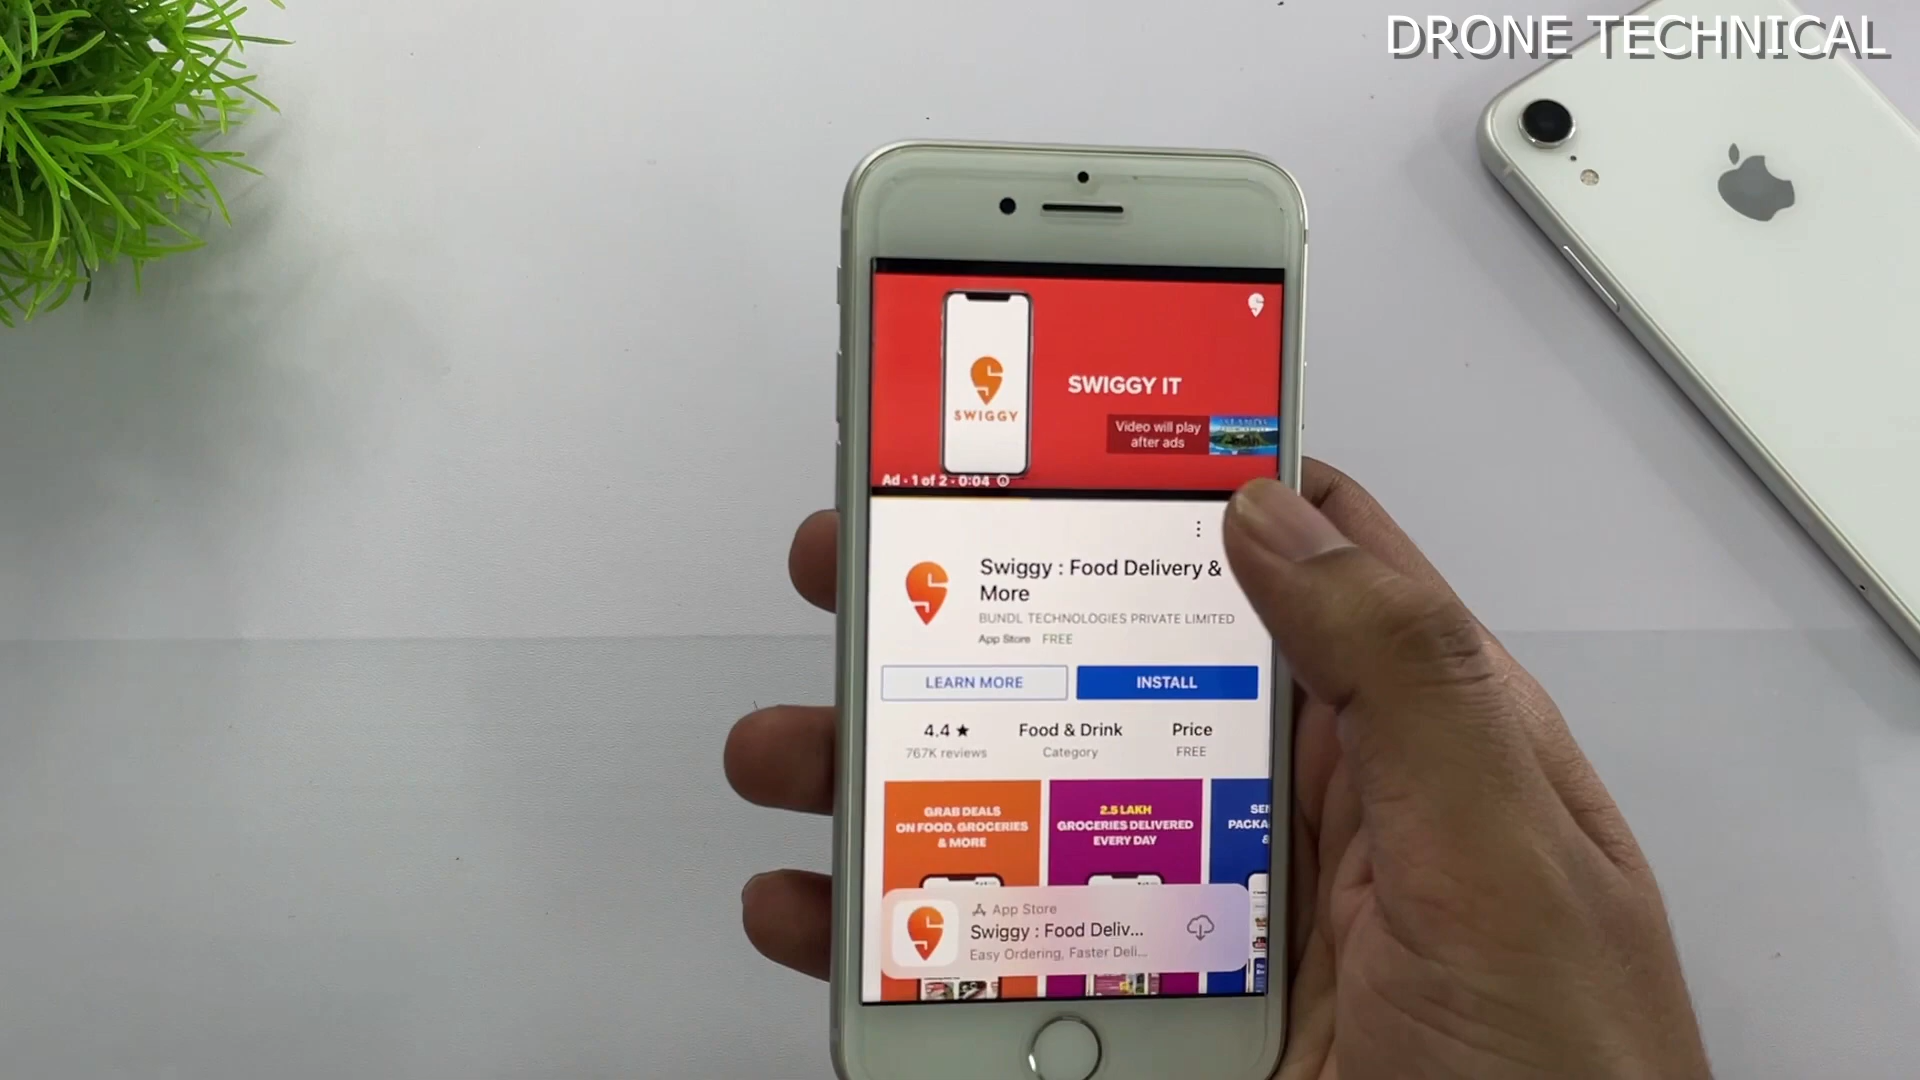 DRONE TECHNICAL
SWIGGY
SWIGGY IT
Video will play
after ads
Ad · 1 of 2 · 0:04
Swiggy : Food Delivery &
More
BUNDL TECHNOLOGIES PRIVATE LIMITED
App Store FREE
LEARN MORE
INSTALL
4.4 ★
767K reviews
Food & Drink
Category
Price
FREE
GRAB DEALS
ON FOOD, GROCERIES
& MORE
2.5 LAKH
GROCERIES DELIVERED
EVERY DAY
SEN
PACKA
&
App Store
Swiggy : Food Deliv...
Easy Ordering, Faster Deli...